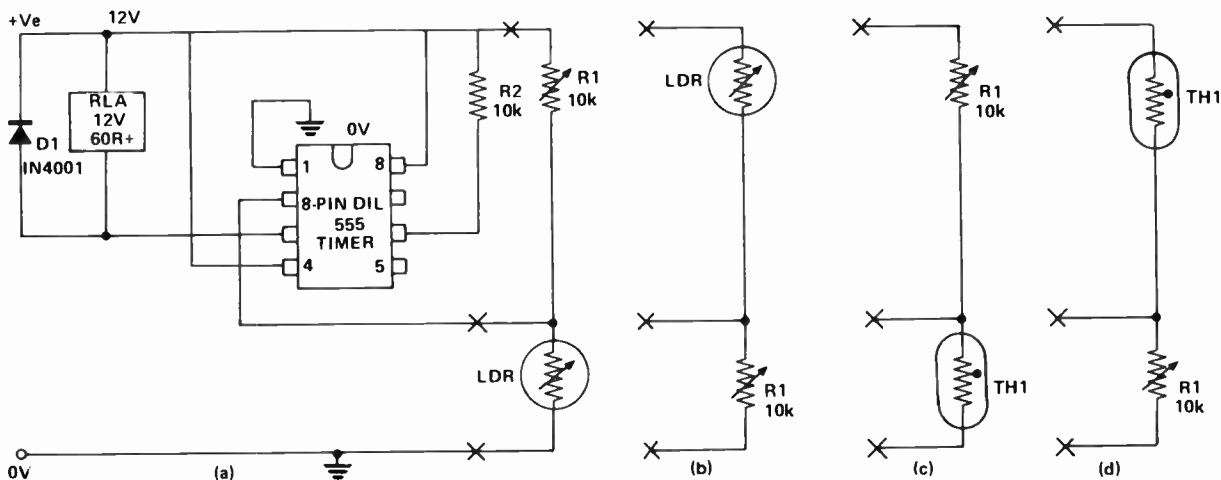 +Ve
12V
RLA
12V
60R+
D1
IN4001
0V
1
8
8-PIN DIL
555
TIMER
4
5
R2
10k
R1
10k
LDR
0V
(a)
LDR
R1
10k
(b)
R1
10k
TH1
(c)
TH1
R1
10k
(d)